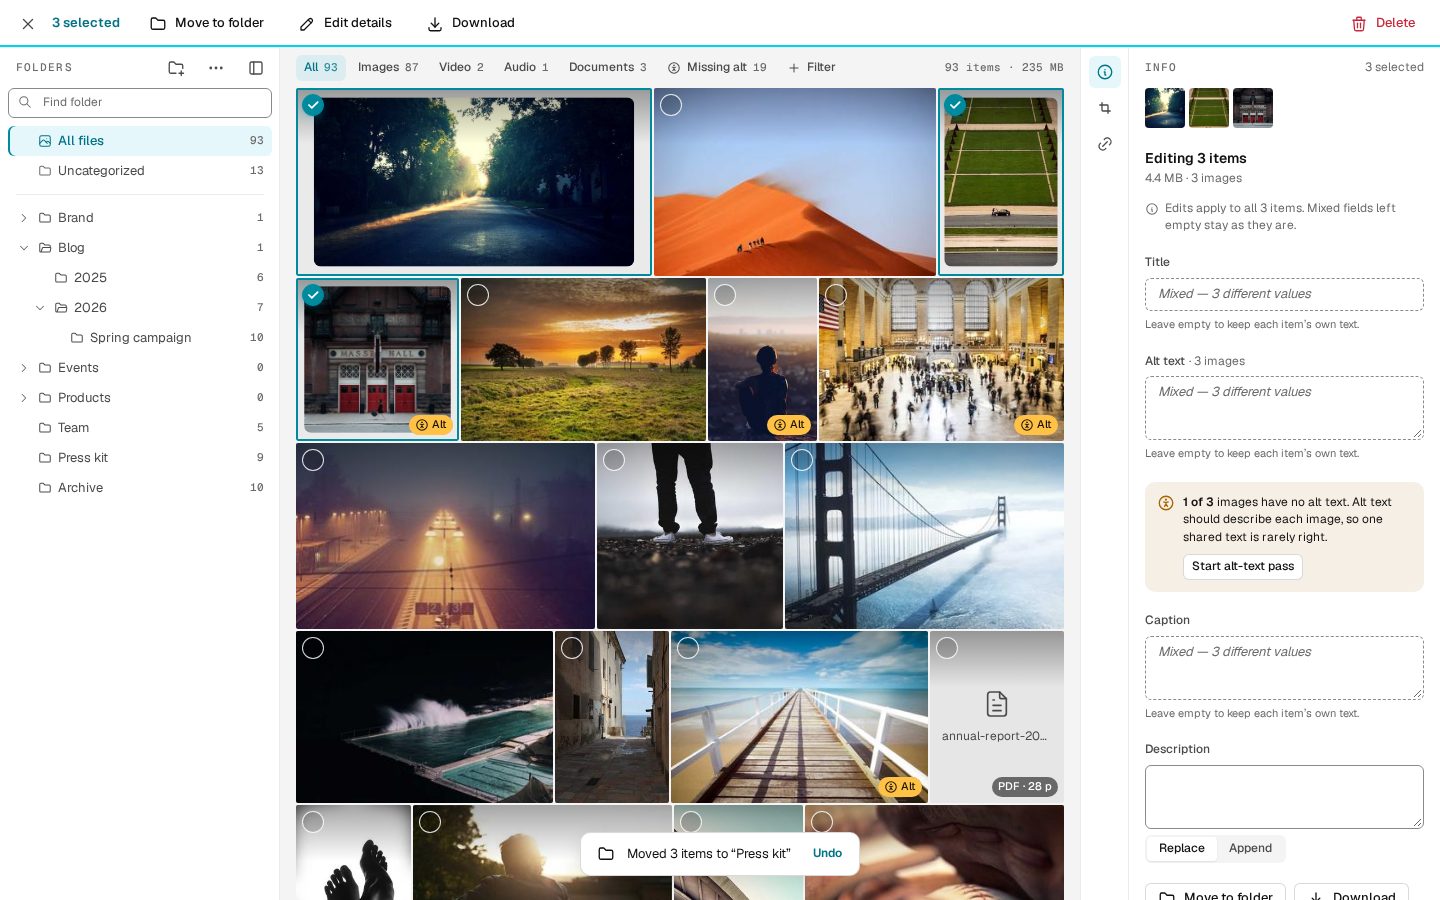 3 selected
Move to folder
Edit details
Download
Delete
FOLDERS
Find folder
All files 93
Uncategorized 13
Brand 1
Blog 1
2025 6
2026 7
Spring campaign 10
Events 0
Products 0
Team 5
Press kit 9
Archive 10
All 93
Images 87
Video 2
Audio 1
Documents 3
Missing alt 19
Filter
93 items · 235 MB
MASSEY HALL
Alt
Alt
Alt
Alt
annual-report-20…
PDF · 28 p
Moved 3 items to “Press kit”
Undo
INFO
3 selected
Editing 3 items
4.4 MB · 3 images
Edits apply to all 3 items. Mixed fields left
empty stay as they are.
Title
Mixed — 3 different values
Leave empty to keep each item’s own text.
Alt text · 3 images
Mixed — 3 different values
Leave empty to keep each item’s own text.
1 of 3 images have no alt text. Alt text
should describe each image, so one
shared text is rarely right.
Start alt-text pass
Caption
Mixed — 3 different values
Leave empty to keep each item’s own text.
Description
Replace
Append
Move to folder
Download